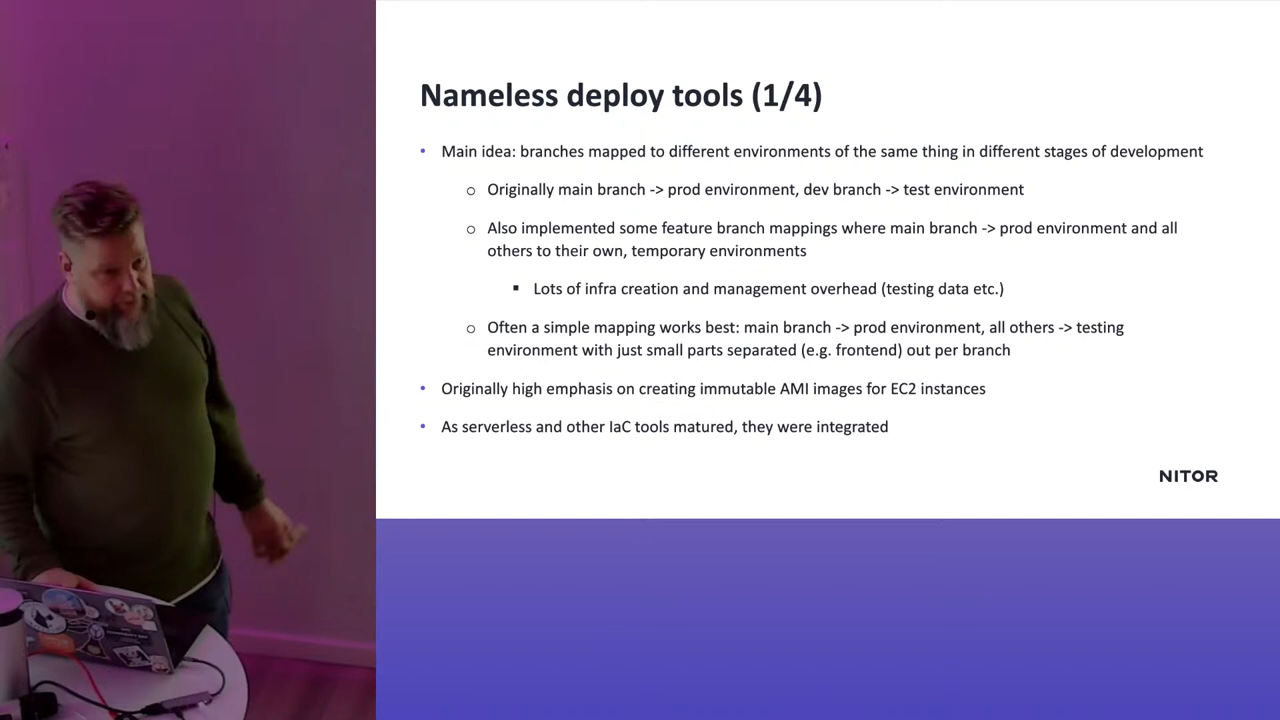 Nameless deploy tools (1/4)
• Main idea: branches mapped to different environments of the same thing in different stages of development
o Originally main branch -> prod environment, dev branch -> test environment
o Also implemented some feature branch mappings where main branch -> prod environment and all
others to their own, temporary environments
▪ Lots of infra creation and management overhead (testing data etc.)
o Often a simple mapping works best: main branch -> prod environment, all others -> testing
environment with just small parts separated (e.g. frontend) out per branch
• Originally high emphasis on creating immutable AMI images for EC2 instances
• As serverless and other IaC tools matured, they were integrated
NITOR